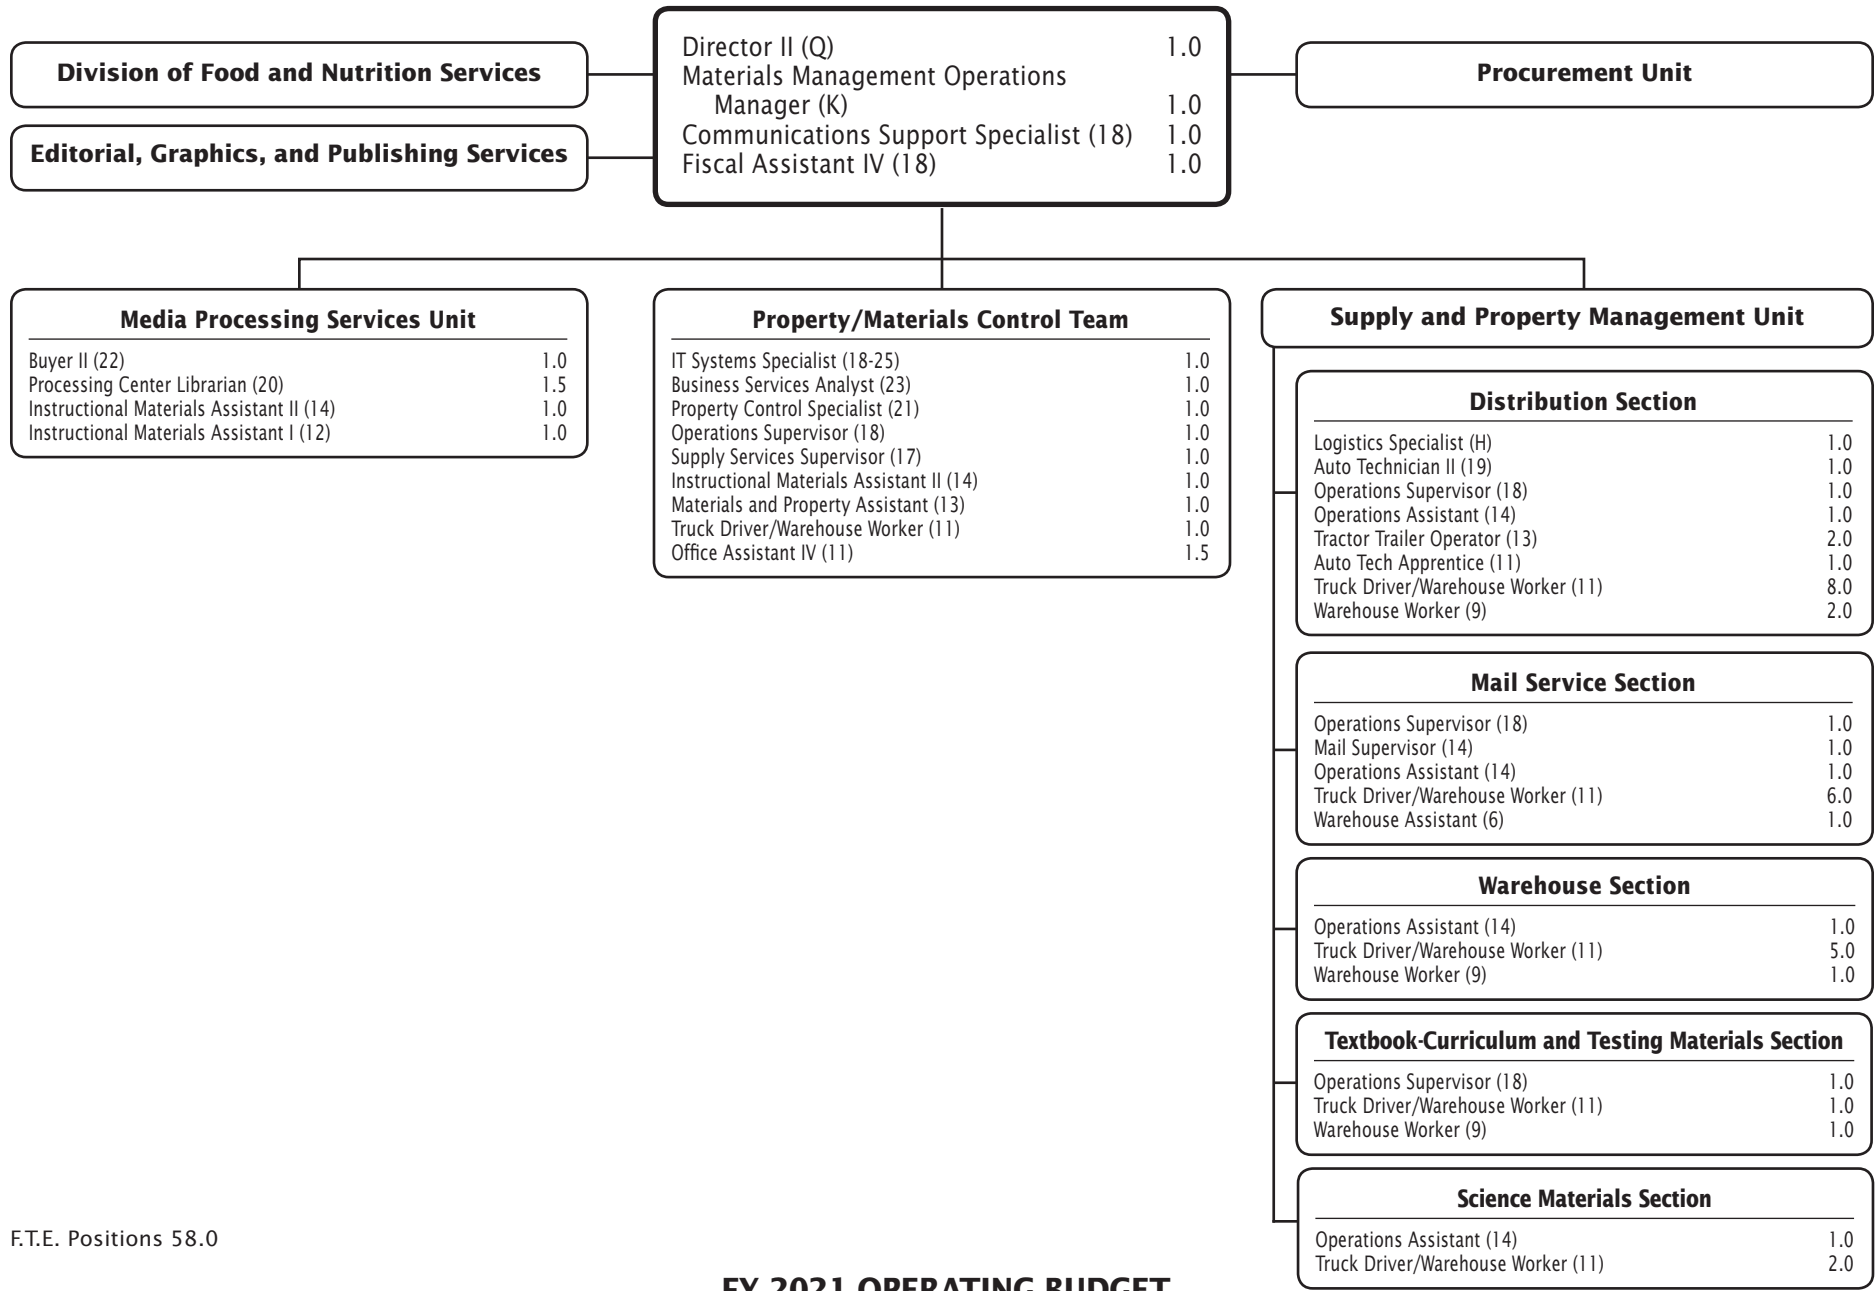 Division of Food and Nutrition Services
Editorial, Graphics, and Publishing Services
Director II (Q) 1.0
Materials Management Operations
Manager (K) 1.0
Communications Support Specialist (18) 1.0
Fiscal Assistant IV (18) 1.0
Procurement Unit
Media Processing Services Unit
Buyer II (22) 1.0
Processing Center Librarian (20) 1.5
Instructional Materials Assistant II (14) 1.0
Instructional Materials Assistant I (12) 1.0
Property/Materials Control Team
IT Systems Specialist (18-25) 1.0
Business Services Analyst (23) 1.0
Property Control Specialist (21) 1.0
Operations Supervisor (18) 1.0
Supply Services Supervisor (17) 1.0
Instructional Materials Assistant II (14) 1.0
Materials and Property Assistant (13) 1.0
Truck Driver/Warehouse Worker (11) 1.0
Office Assistant IV (11) 1.5
Supply and Property Management Unit
Distribution Section
Logistics Specialist (H) 1.0
Auto Technician II (19) 1.0
Operations Supervisor (18) 1.0
Operations Assistant (14) 1.0
Tractor Trailer Operator (13) 2.0
Auto Tech Apprentice (11) 1.0
Truck Driver/Warehouse Worker (11) 8.0
Warehouse Worker (9) 2.0
Mail Service Section
Operations Supervisor (18) 1.0
Mail Supervisor (14) 1.0
Operations Assistant (14) 1.0
Truck Driver/Warehouse Worker (11) 6.0
Warehouse Assistant (6) 1.0
Warehouse Section
Operations Assistant (14) 1.0
Truck Driver/Warehouse Worker (11) 5.0
Warehouse Worker (9) 1.0
Textbook-Curriculum and Testing Materials Section
Operations Supervisor (18) 1.0
Truck Driver/Warehouse Worker (11) 1.0
Warehouse Worker (9) 1.0
Science Materials Section
Operations Assistant (14) 1.0
Truck Driver/Warehouse Worker (11) 2.0
F.T.E. Positions 58.0
FY 2021 OPERATING BUDGET